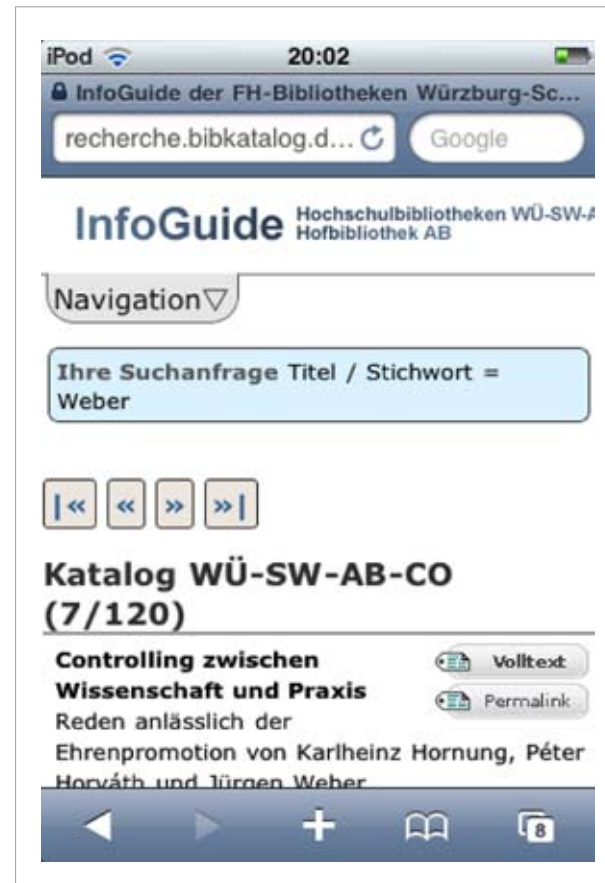 iPod 20:02
InfoGuide der FH-Bibliotheken Würzburg-Sc...
recherche.bibkatalog.d... Google
InfoGuide Hochschulbibliotheken WÜ-SW-A
Hofbibliothek AB
Navigation▽
Ihre Suchanfrage Titel / Stichwort =
Weber
|« « » »|
Katalog WÜ-SW-AB-CO
(7/120)
Controlling zwischen Volltext
Wissenschaft und Praxis Permalink
Reden anlässlich der
Ehrenpromotion von Karlheinz Hornung, Péter
Horváth und Jürgen Weber
8